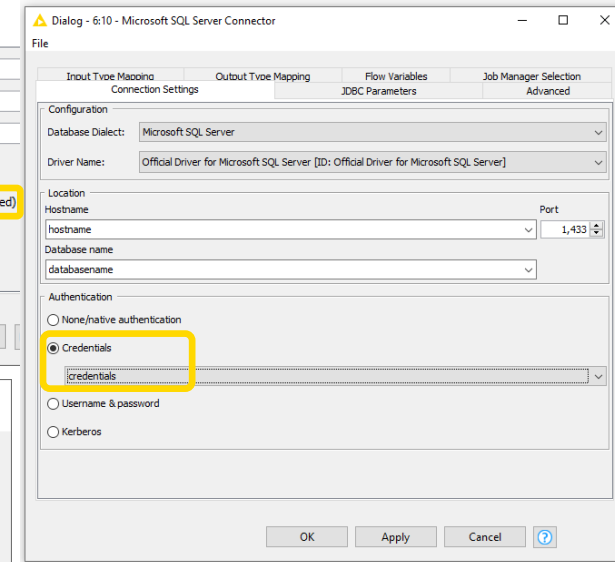 Dialog - 6:10 - Microsoft SQL Server Connector
File
Input Type Mapping Output Type Mapping Flow Variables Job Manager Selection
Connection Settings JDBC Parameters Advanced
Configuration
Database Dialect: Microsoft SQL Server
Driver Name: Official Driver for Microsoft SQL Server [ID: Official Driver for Microsoft SQL Server]
ed)
Location
Hostname Port
hostname 1,433
Database name
databasename
Authentication
None/native authentication
Credentials
credentials
Username & password
Kerberos
OK Apply Cancel ?